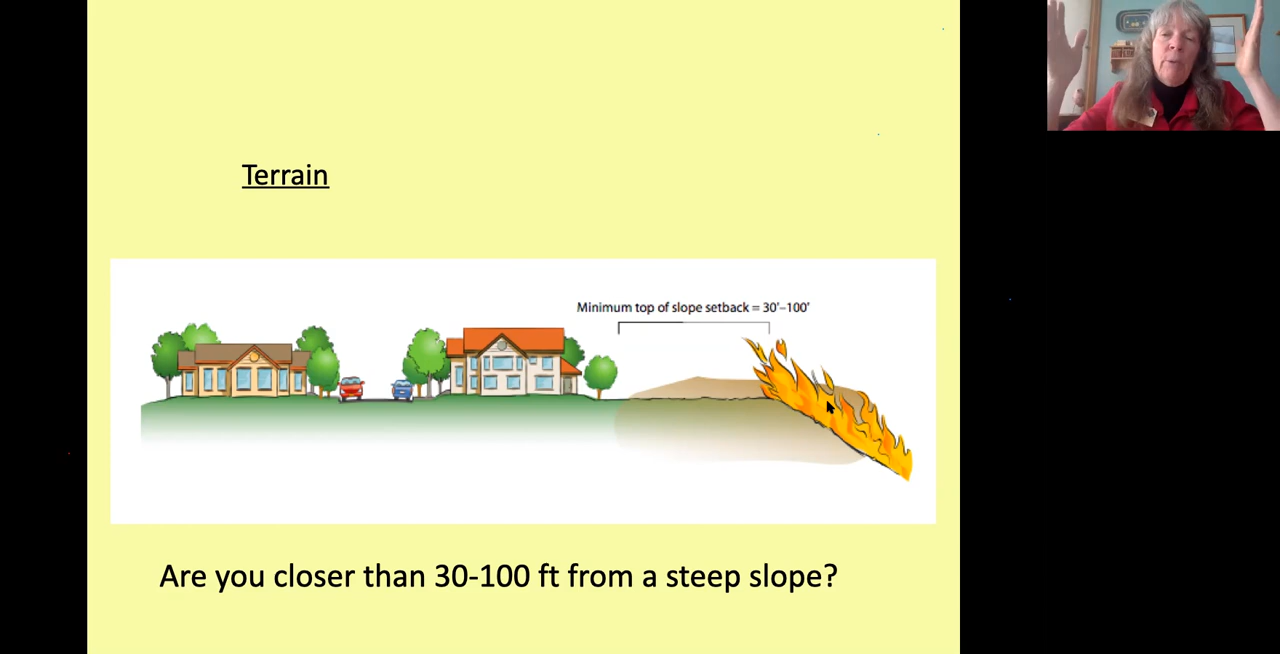 Terrain
Minimum top of slope setback = 30'–100'
Are you closer than 30-100 ft from a steep slope?